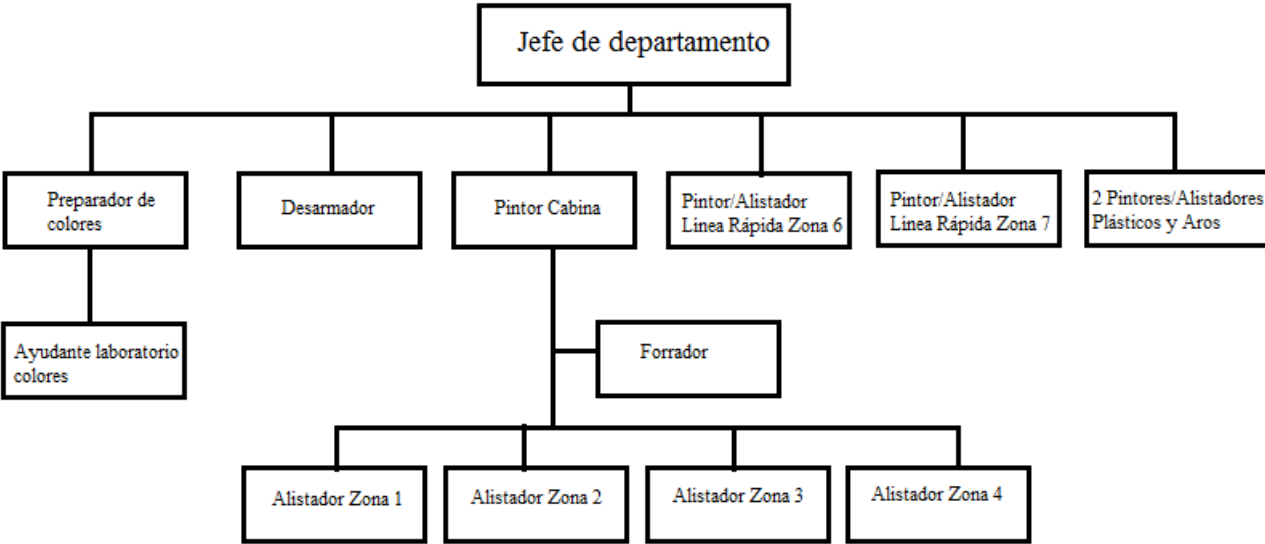 Jefe de departamento
Preparador de
colores
Desarmador
Pintor Cabina
Pintor/Alistador
Linea Rápida Zona 6
Pintor/Alistador
Linea Rápida Zona 7
2 Pintores/Alistadores
Plásticos y Aros
Ayudante laboratorio
colores
Forrador
Alistador Zona 1
Alistador Zona 2
Alistador Zona 3
Alistador Zona 4